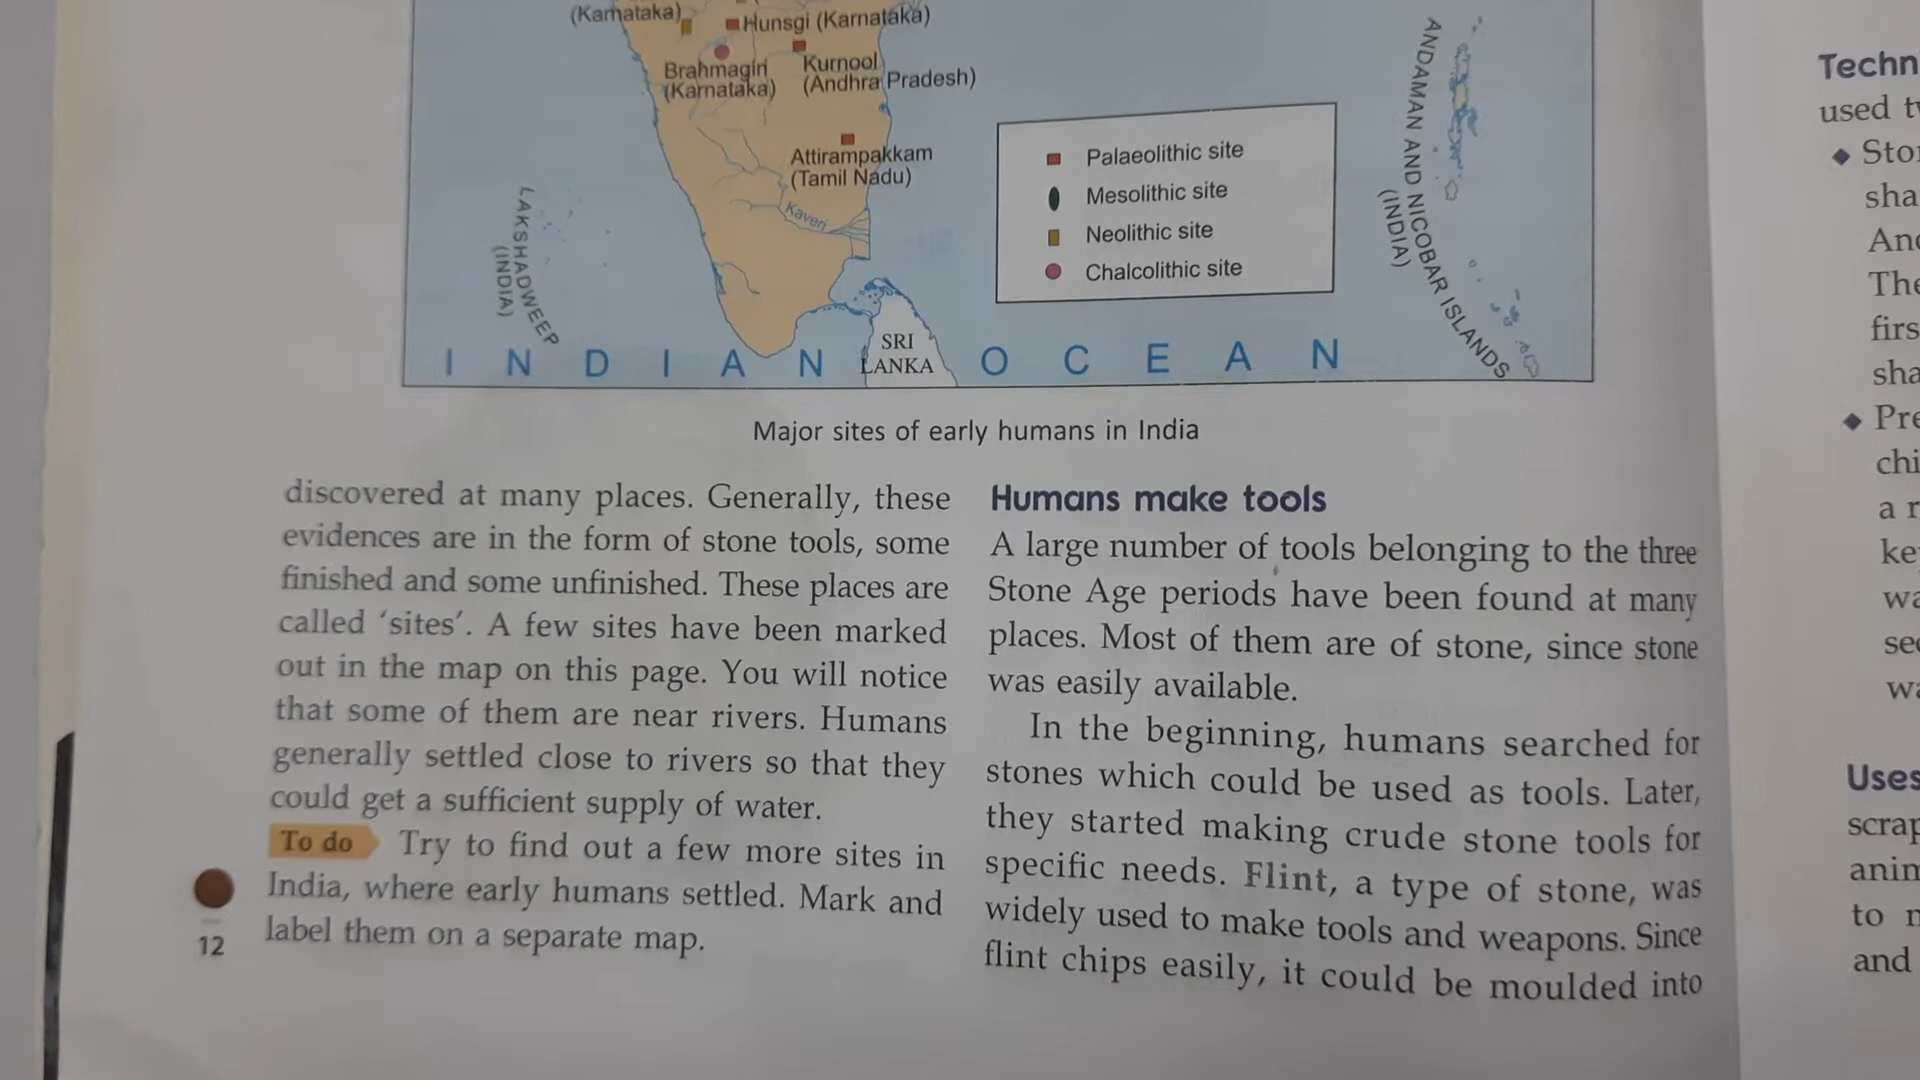 (Karnataka)
Hunsgi (Karnataka)
Brahmagiri
(Karnataka)
Kurnool
(Andhra Pradesh)
Attirampakkam
(Tamil Nadu)
Kaveri
LAKSHADWEEP
(INDIA)
Palaeolithic site
Mesolithic site
Neolithic site
Chalcolithic site
ANDAMAN AND NICOBAR ISLANDS
(INDIA)
SRI
LANKA
INDIAN OCEAN
Major sites of early humans in India
discovered at many places. Generally, these
evidences are in the form of stone tools, some
finished and some unfinished. These places are
called ‘sites’. A few sites have been marked
out in the map on this page. You will notice
that some of them are near rivers. Humans
generally settled close to rivers so that they
could get a sufficient supply of water.
To do Try to find out a few more sites in
India, where early humans settled. Mark and
label them on a separate map.
12
Humans make tools
A large number of tools belonging to the three
Stone Age periods have been found at many
places. Most of them are of stone, since stone
was easily available.
In the beginning, humans searched for
stones which could be used as tools. Later,
they started making crude stone tools for
specific needs. Flint, a type of stone, was
widely used to make tools and weapons. Since
flint chips easily, it could be moulded into
Techn
used
Sto
sha
The
firs
sha
Pre
chi
a
ke
sed
Uses
scrap
anim
to
and